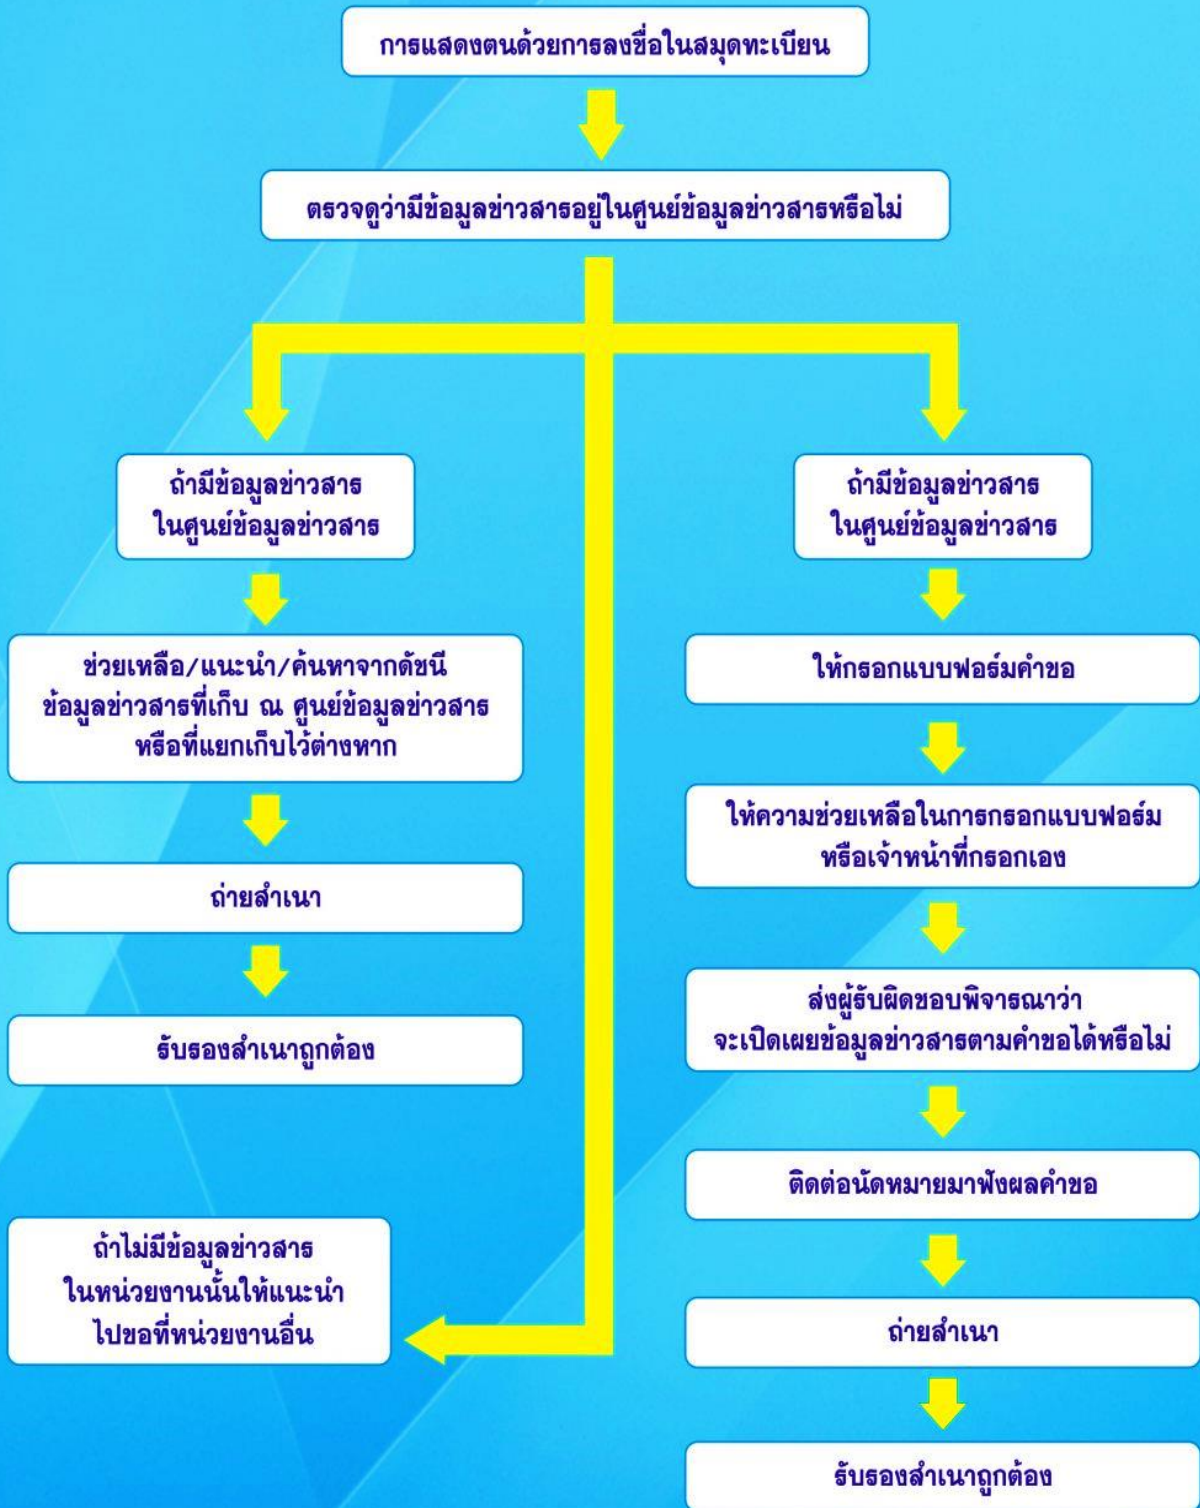 การแสดงตนด้วยการลงชื่อในสมุดทะเบียน
ตรวจดูว่ามีข้อมูลข่าวสารอยู่ในศูนย์ข้อมูลข่าวสารหรือไม่
ถ้ามีข้อมูลข่าวสาร
ในศูนย์ข้อมูลข่าวสาร
ช่วยเหลือ/แนะนำ/ค้นหาจากดัชนี
ข้อมูลข่าวสารที่เก็บ ณ ศูนย์ข้อมูลข่าวสาร
หรือที่แยกเก็บไว้ต่างหาก
ถ่ายสำเนา
รับรองสำเนาถูกต้อง
ถ้าไม่มีข้อมูลข่าวสาร
ในหน่วยงานนั้นให้แนะนำ
ไปขอที่หน่วยงานอื่น
ถ้ามีข้อมูลข่าวสาร
ในศูนย์ข้อมูลข่าวสาร
ให้กรอกแบบฟอร์มคำขอ
ให้ความช่วยเหลือในการกรอกแบบฟอร์ม
หรือเจ้าหน้าที่กรอกเอง
ส่งผู้รับผิดชอบพิจารณาว่า
จะเปิดเผยข้อมูลข่าวสารตามคำขอได้หรือไม่
ติดต่อนัดหมายมาฟังผลคำขอ
ถ่ายสำเนา
รับรองสำเนาถูกต้อง